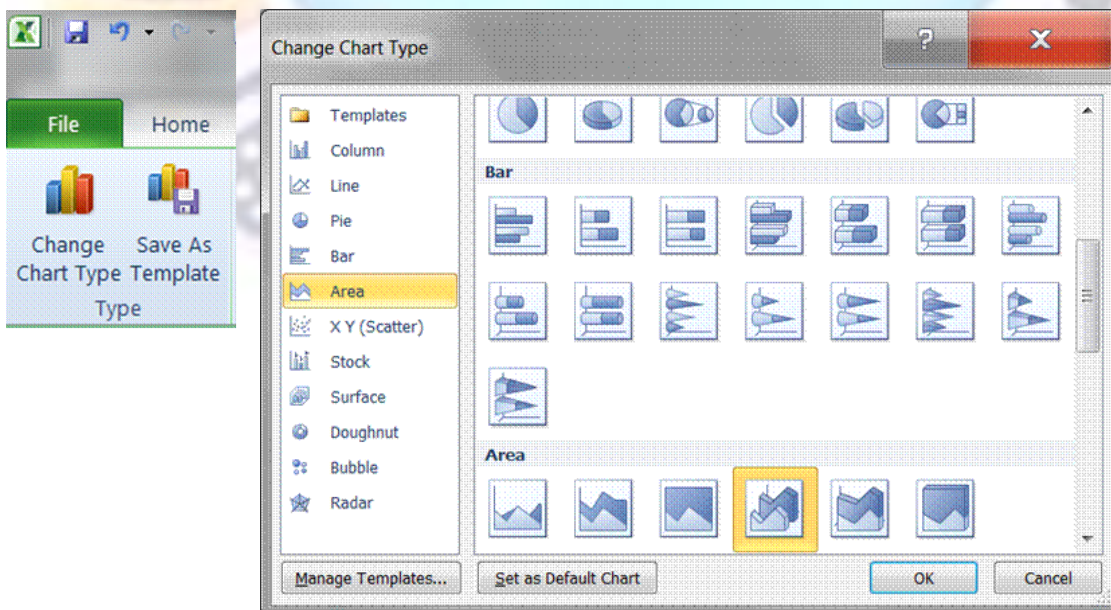 File Home
Change Chart Type
Save As Template
Type
Change Chart Type
Templates
Column
Line
Pie
Bar
Area
X Y (Scatter)
Stock
Surface
Doughnut
Bubble
Radar
Bar
Area
Manage Templates...
Set as Default Chart
OK
Cancel